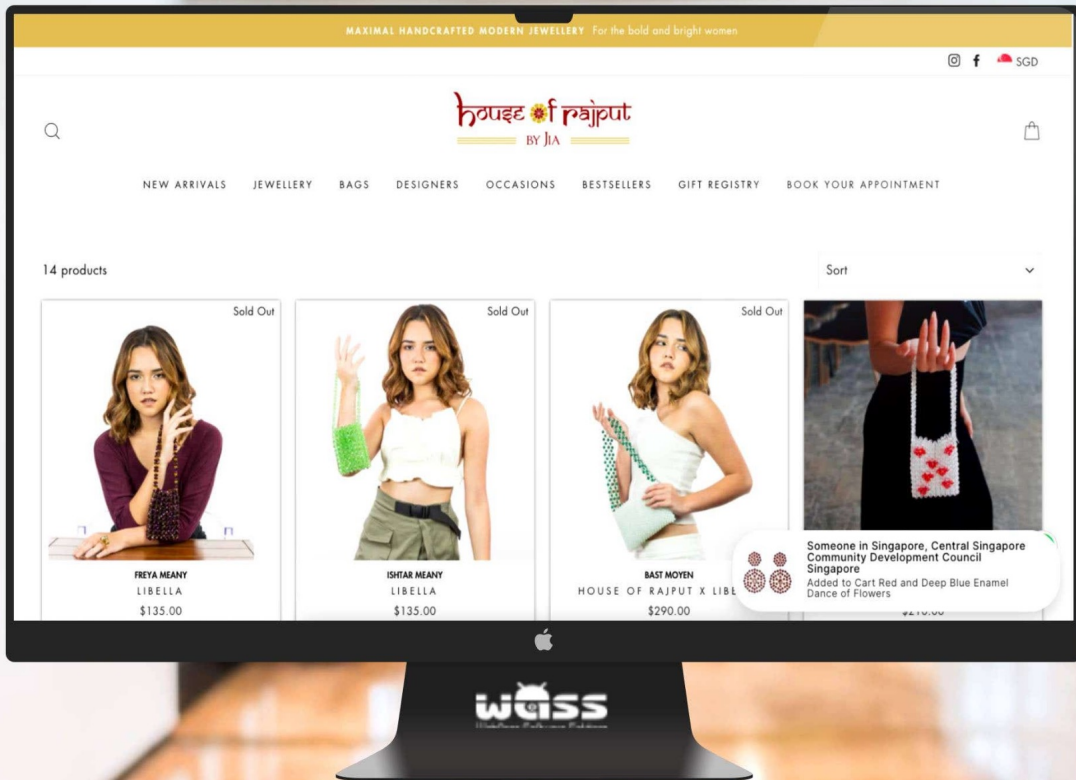 MAXIMAL HANDCRAFTED MODERN JEWELLERY For the bold and bright women
SGD
house of rajput
BY JIA
NEW ARRIVALS JEWELLERY BAGS DESIGNERS OCCASIONS BESTSELLERS GIFT REGISTRY BOOK YOUR APPOINTMENT
14 products
Sort
Sold Out
Sold Out
Sold Out
FREYA MEANY
LIBELLA
$135.00
ISHTAR MEANY
LIBELLA
$135.00
BAST MOYEN
HOUSE OF RAJPUT X
$290.00
Someone in Singapore, Central Singapore
Community Development Council
Singapore
Added to Cart Red and Deep Blue Enamel
Dance of Flowers
wass